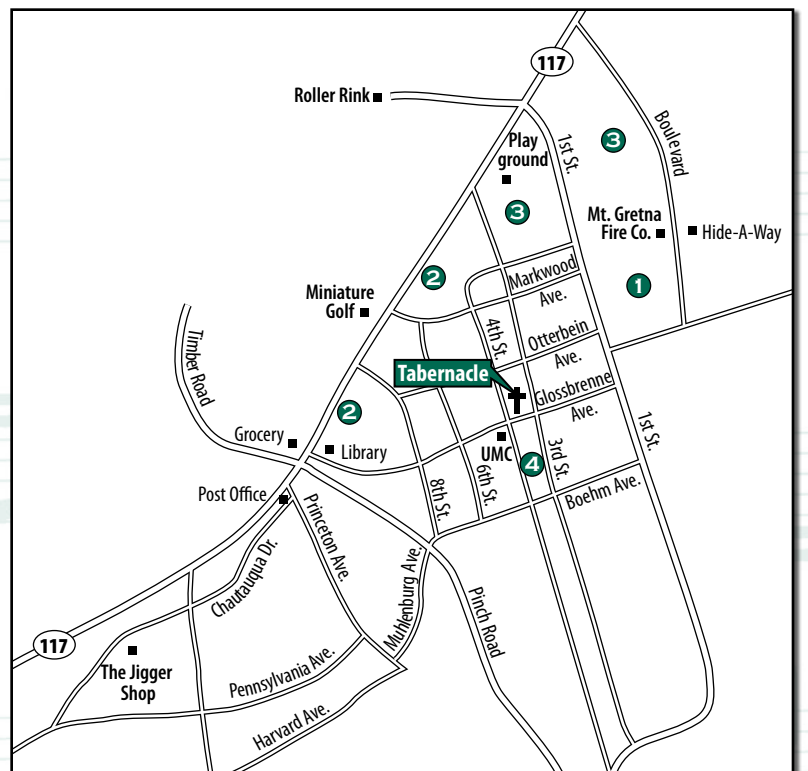 117
Roller Rink
Play
ground
1st St.
3
Boulevard
3
Mt. Gretna
Fire Co.
Hide-A-Way
2
Markwood
Ave.
1
Miniature
Golf
4th St.
Otterbein
Ave.
Timber Road
Tabernacle
Glossbrenne
Ave.
2
1st St.
Grocery
Library
UMC
4
3rd St.
6th St.
8th St.
Boehm Ave.
Post Office
Princeton Ave.
Chautauqua Dr.
Muhlenburg Ave.
Pinch Road
117
The Jigger
Shop
Pennsylvania Ave.
Harvard Ave.